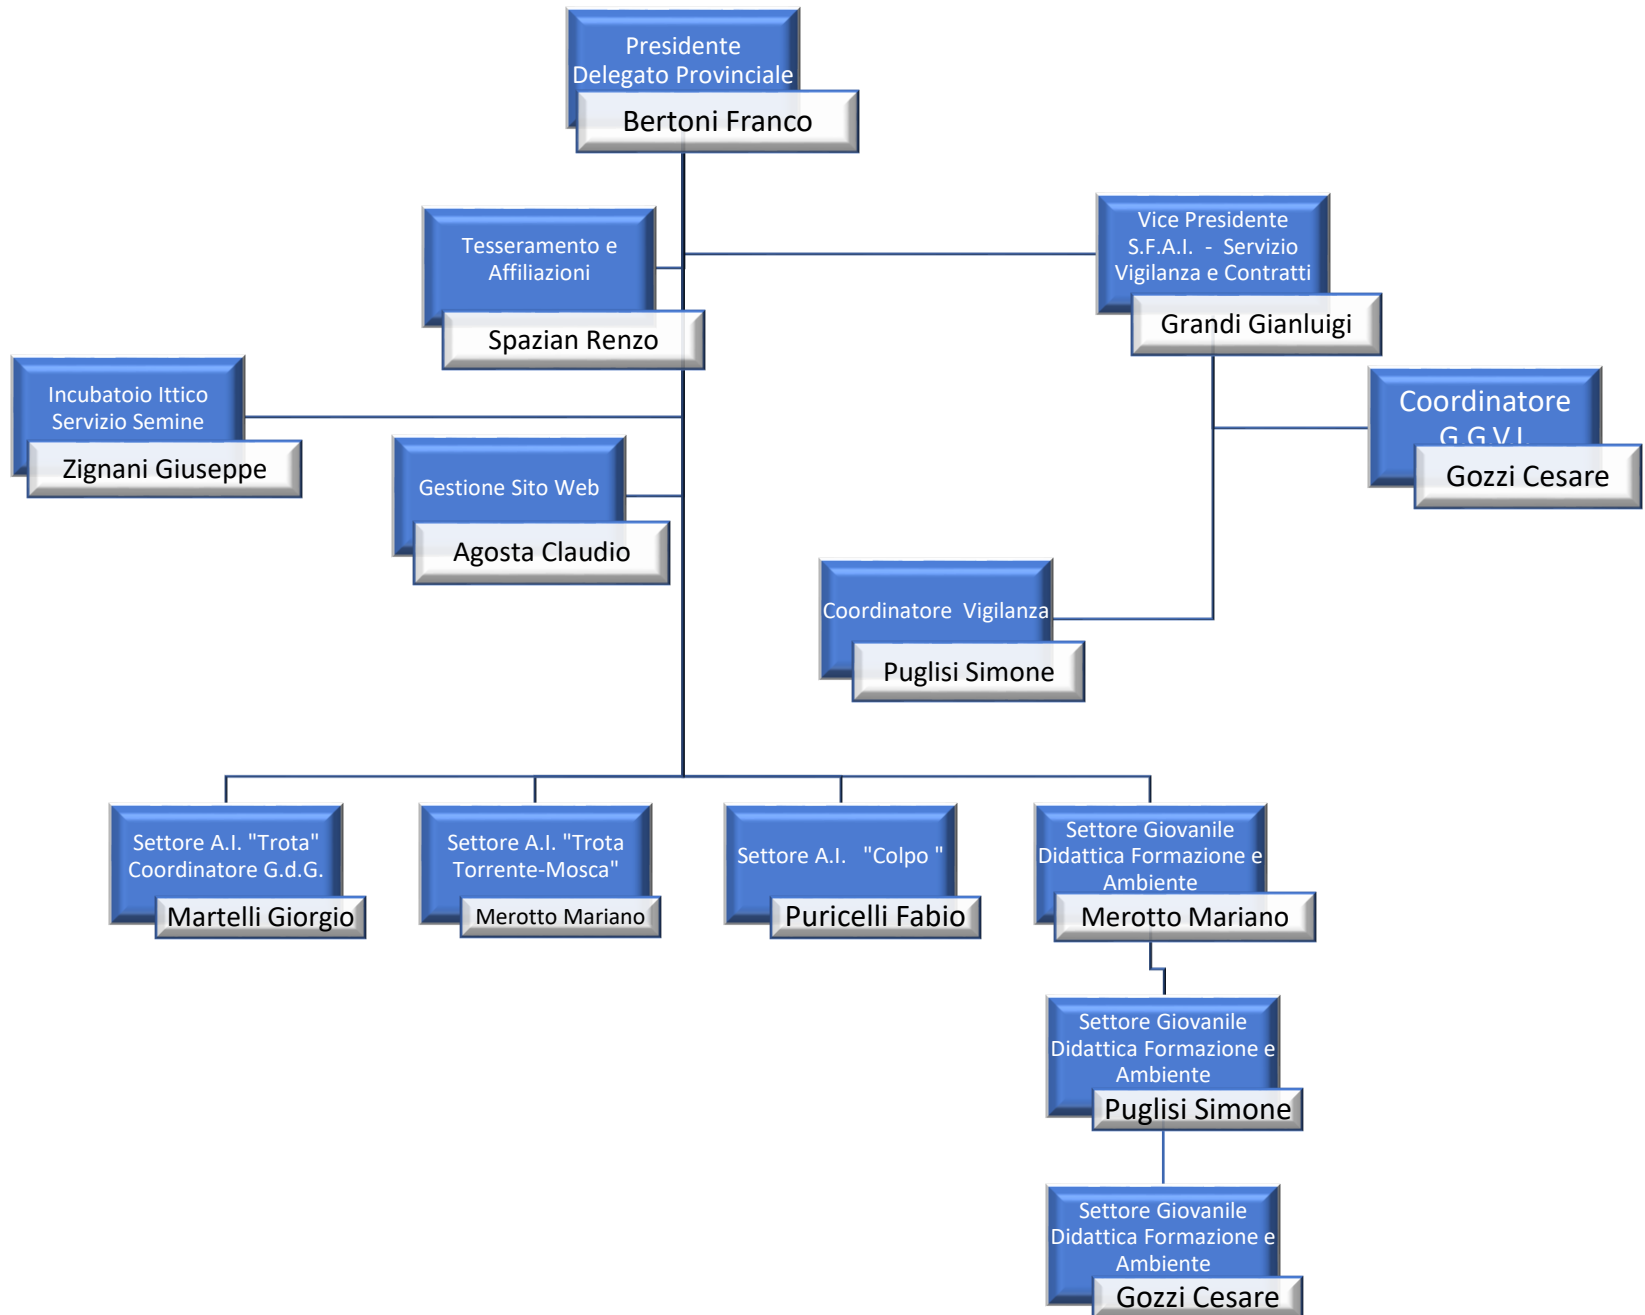 Presidente
Delegato Provinciale
Bertoni Franco
Tesseramento e
Affiliazioni
Spazian Renzo
Vice Presidente
S.F.A.I. - Servizio
Vigilanza e Contratti
Grandi Gianluigi
Incubatoio Ittico
Servizio Semine
Zignani Giuseppe
Coordinatore
G.G.V.I.
Gozzi Cesare
Gestione Sito Web
Agosta Claudio
Coordinatore Vigilanza
Puglisi Simone
Settore A.I. "Trota"
Coordinatore G.d.G.
Martelli Giorgio
Settore A.I. "Trota
Torrente-Mosca"
Merotto Mariano
Settore A.I. "Colpo "
Puricelli Fabio
Settore Giovanile
Didattica Formazione e
Ambiente
Merotto Mariano
Settore Giovanile
Didattica Formazione e
Ambiente
Puglisi Simone
Settore Giovanile
Didattica Formazione e
Ambiente
Gozzi Cesare